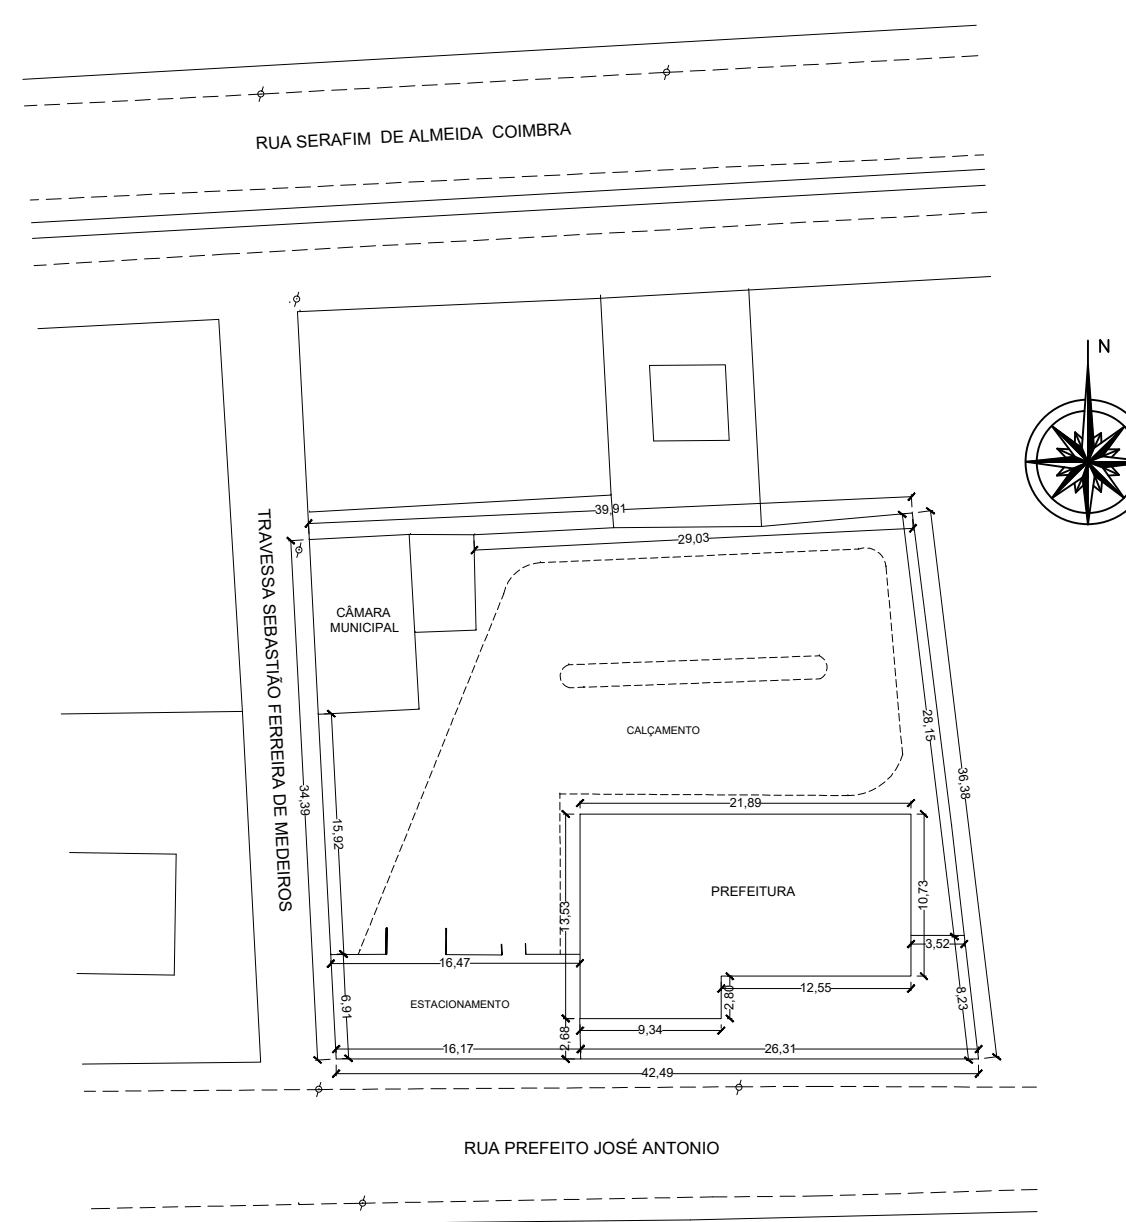 RUA SERAFIM DE ALMEIDA COIMBRA
N
39,91
29,03
TRAVESSA SEBASTIÃO FERREIRA DE MEDEIROS
CÂMARA
MUNICIPAL
CALÇAMENTO
28,15
36,38
34,39
15,92
21,89
PREFEITURA
10,73
13,53
3,52
16,47
ESTACIONAMENTO
6,91
2,80
12,55
8,23
9,34
2,68
16,17
26,31
42,49
RUA PREFEITO JOSÉ ANTONIO